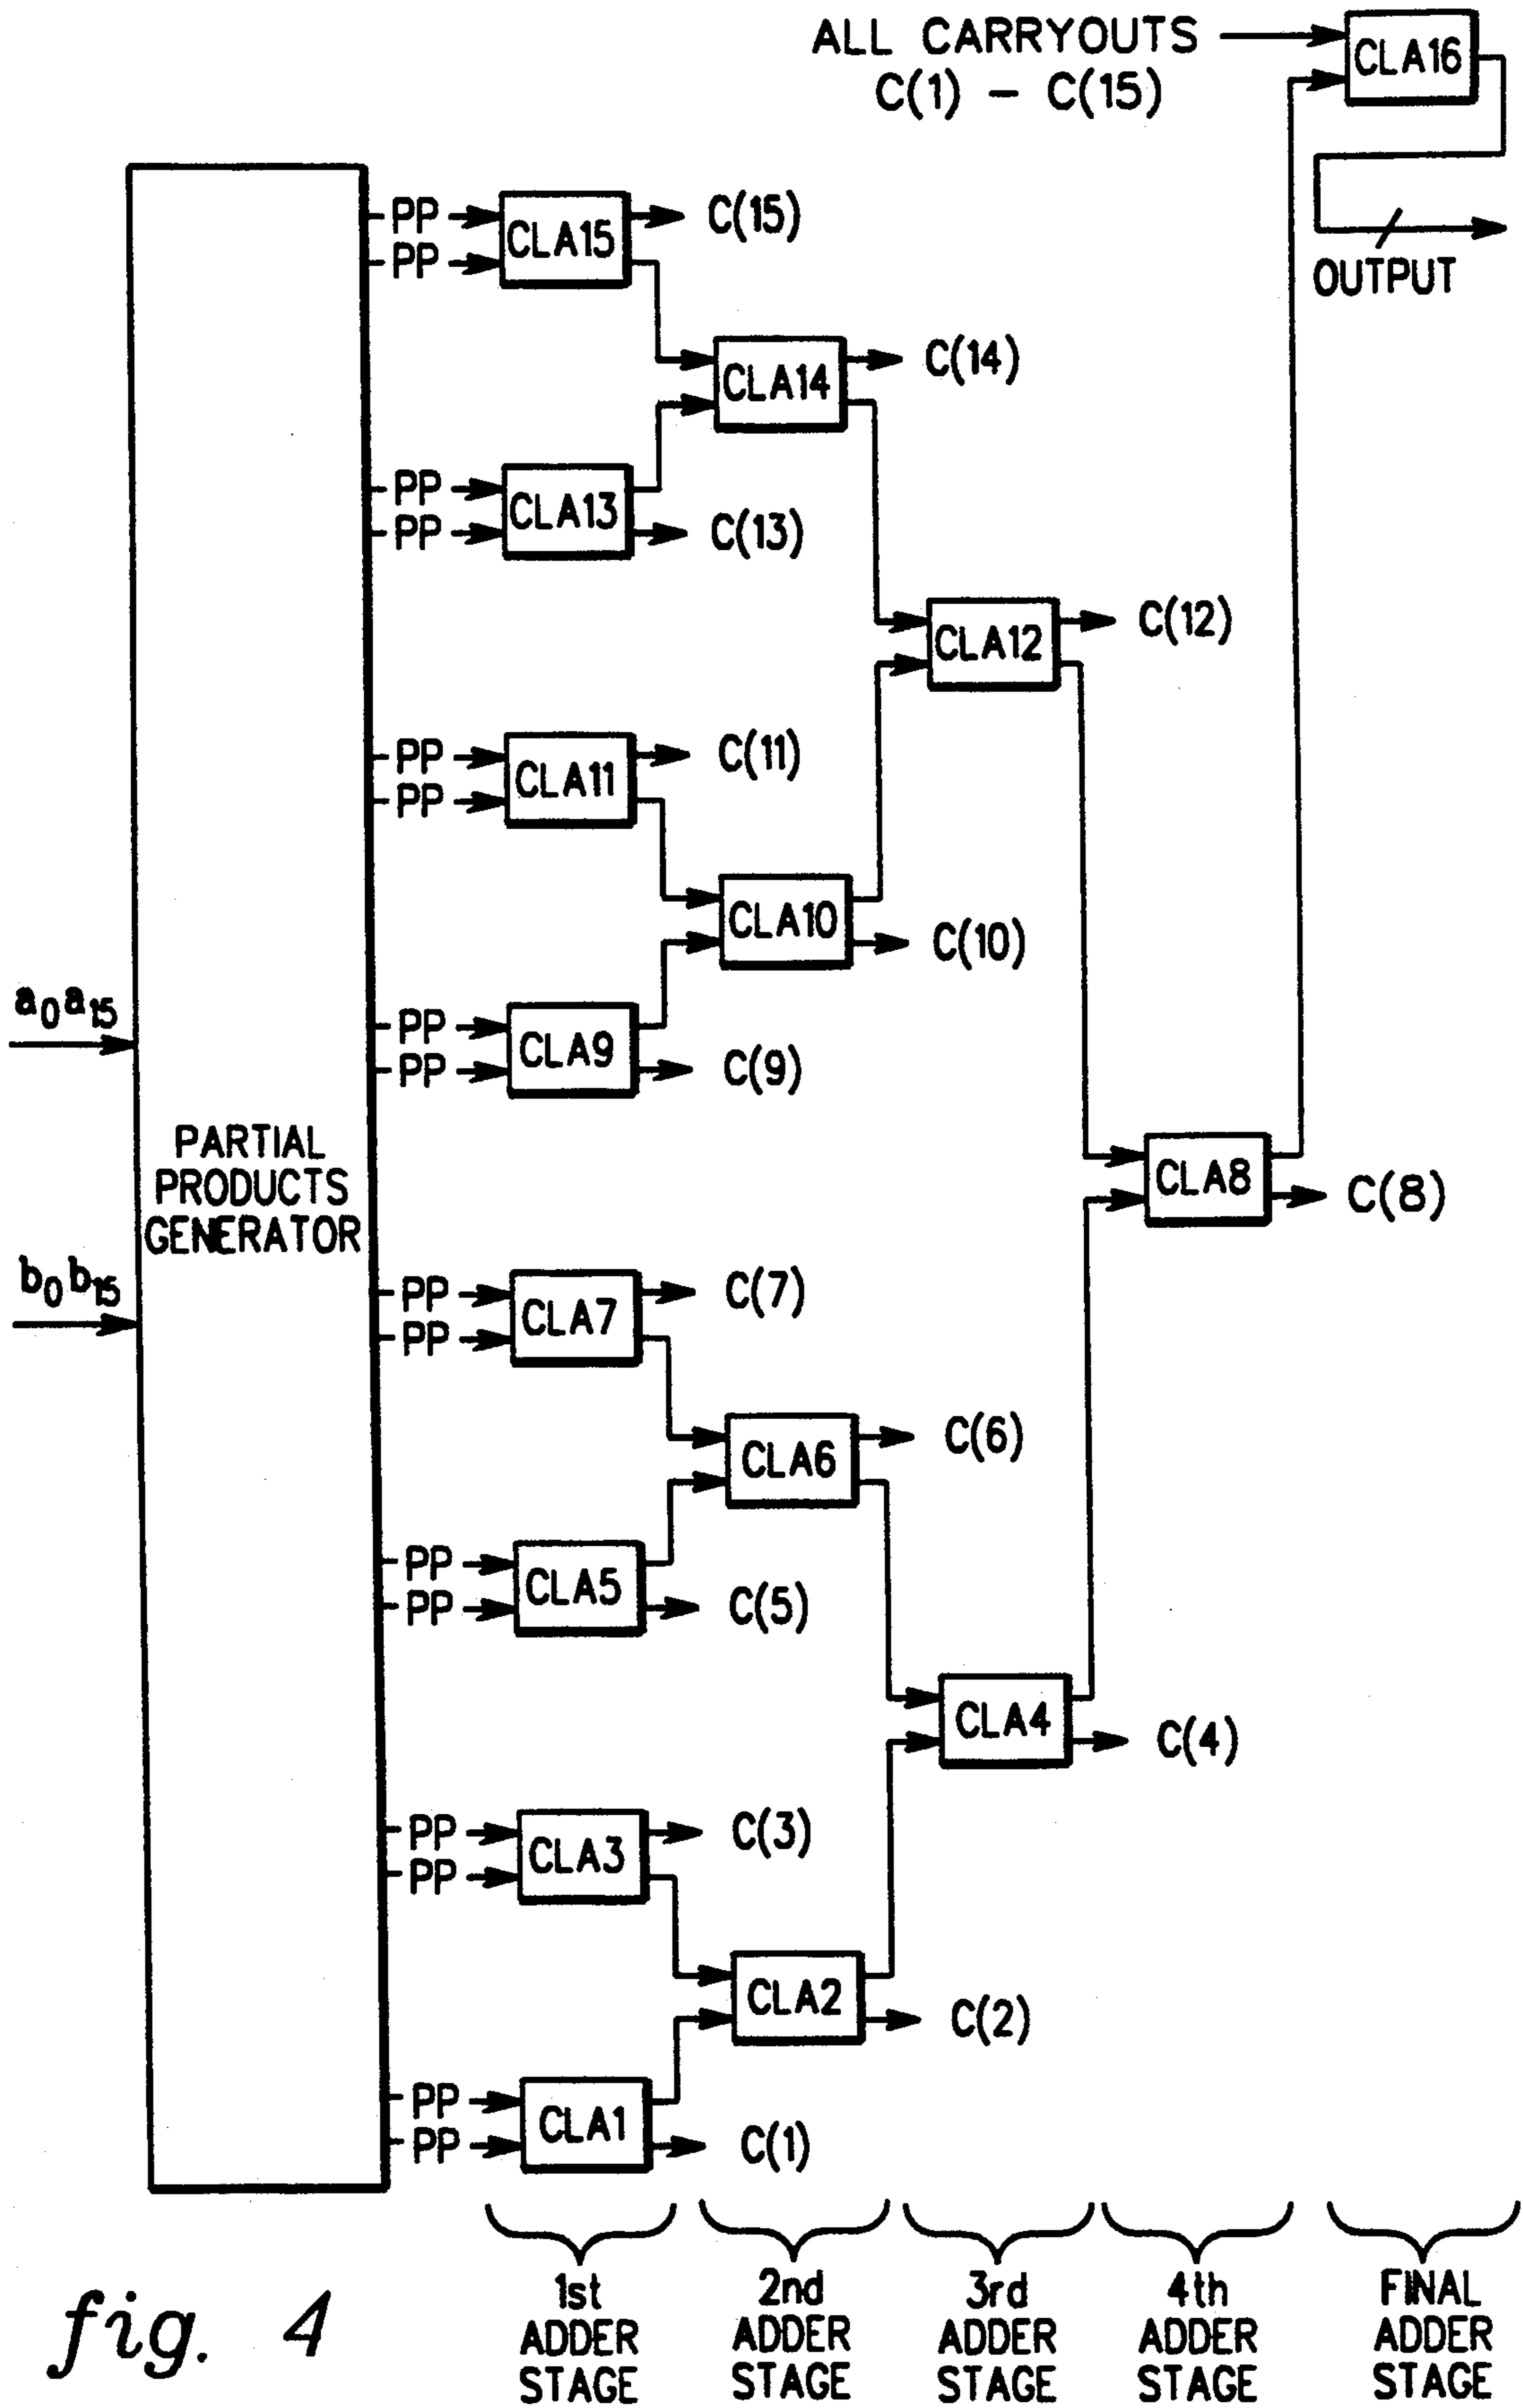 ALL CARRYOUTS
C(1) – C(15)
CLA16
OUTPUT
PP
PP
CLA15
C(15)
CLA14
C(14)
PP
PP
CLA13
C(13)
CLA12
C(12)
PP
PP
CLA11
C(11)
CLA10
C(10)
PP
PP
CLA9
C(9)
a0a15
PARTIAL
PRODUCTS
GENERATOR
b0b15
CLA8
C(8)
PP
PP
CLA7
C(7)
CLA6
C(6)
PP
PP
CLA5
C(5)
CLA4
C(4)
PP
PP
CLA3
C(3)
CLA2
C(2)
PP
PP
CLA1
C(1)
1st
ADDER
STAGE
2nd
ADDER
STAGE
3rd
ADDER
STAGE
4th
ADDER
STAGE
FINAL
ADDER
STAGE
fig. 4